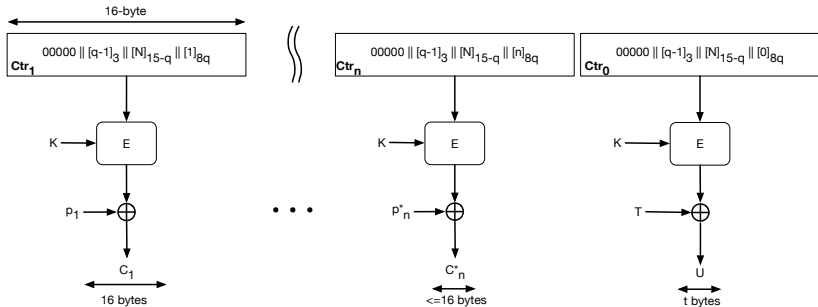 16-byte
00000 || [q-1]3 || [N]15-q || [1]8q
Ctr1
00000 || [q-1]3 || [N]15-q || [n]8q
Ctrn
00000 || [q-1]3 || [N]15-q || [0]8q
Ctr0
K E
K E
K E
p1
p*n
T
C1
C*n
U
16 bytes
<=16 bytes
t bytes